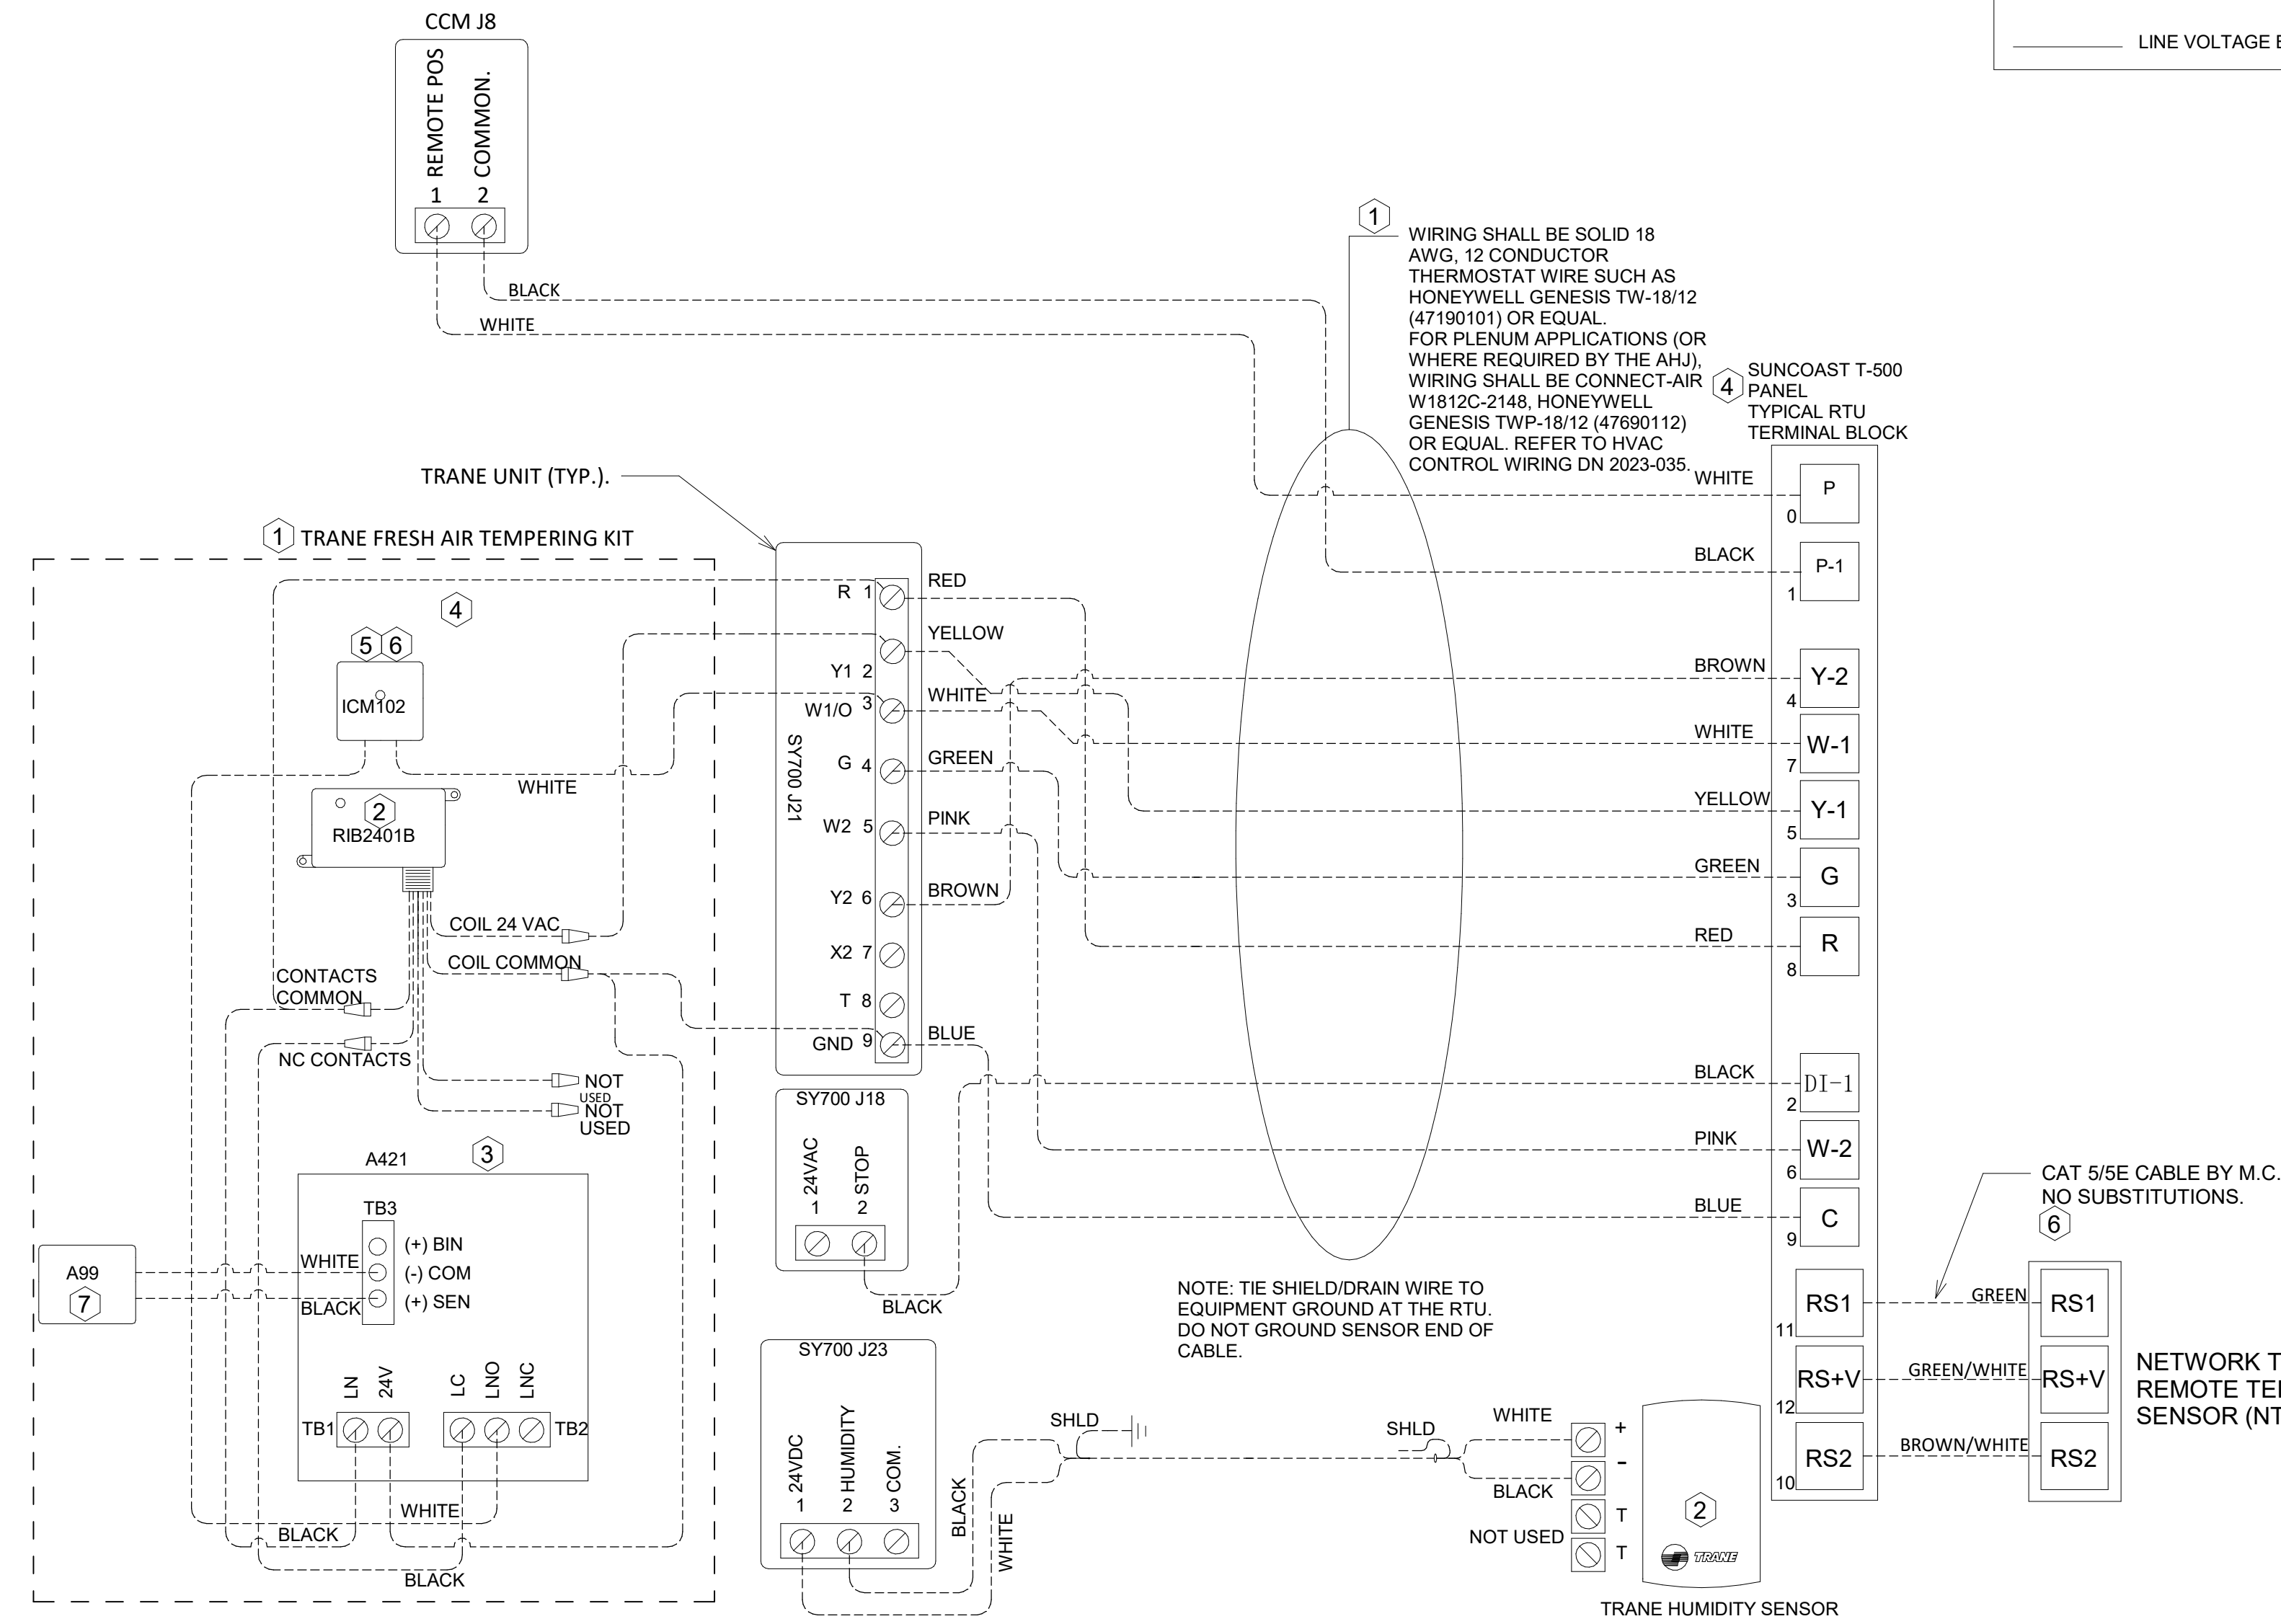 CCM J8
REMOTE POS
COMMON.
1 2
BLACK
WHITE
LINE VOLTAGE
1
WIRING SHALL BE SOLID 18
AWG, 12 CONDUCTOR
THERMOSTAT WIRE SUCH AS
HONEYWELL GENESIS TW-18/12
(47190101) OR EQUAL.
FOR PLENUM APPLICATIONS (OR
WHERE REQUIRED BY THE AHJ),
WIRING SHALL BE CONNECT-AIR
W1812C-2148, HONEYWELL
GENESIS TWP-18/12 (47690112)
OR EQUAL. REFER TO HVAC
CONTROL WIRING DN 2023-035.
4
SUNCOAST T-500
PANEL
TYPICAL RTU
TERMINAL BLOCK
TRANE UNIT (TYP.).
1 TRANE FRESH AIR TEMPERING KIT
4
5 6
ICM102
WHITE
2
RIB2401B
COIL 24 VAC
COIL COMMON
CONTACTS
COMMON
NC CONTACTS
NOT
USED
NOT
USED
A421
3
TB3
(+) BIN
(-) COM
(+) SEN
WHITE
BLACK
A99
7
LN
24V
LC
LNO
LNC
TB1
TB2
WHITE
BLACK
BLACK
SY700 J21
R 1
RED
Y1 2
YELLOW
W1/O 3
WHITE
G 4
GREEN
W2 5
PINK
Y2 6
BROWN
X2 7
T 8
GND 9
BLUE
SY700 J18
24VAC
STOP
1 2
BLACK
SY700 J23
24VDC
HUMIDITY
COM.
1 2 3
BLACK
WHITE
WHITE P
0
BLACK P-1
1
BROWN Y-2
4
WHITE W-1
7
YELLOW Y-1
5
GREEN G
3
RED R
8
BLACK DI-1
2
PINK W-2
6
BLUE C
9
RS1
11
RS+V
12
RS2
10
NOTE: TIE SHIELD/DRAIN WIRE TO
EQUIPMENT GROUND AT THE RTU.
DO NOT GROUND SENSOR END OF
CABLE.
SHLD
SHLD
WHITE +
-
BLACK
T
NOT USED
T
2
TRANE
TRANE HUMIDITY SENSOR
CAT 5/5E CABLE BY M.C.
NO SUBSTITUTIONS.
6
GREEN RS1
GREEN/WHITE RS+V
BROWN/WHITE RS2
NETWORK
REMOTE
SENSOR